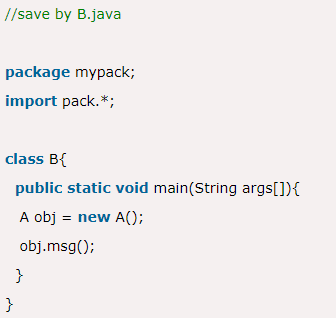 //save by B.java
package mypack;
import pack.*;
class B{
public static void main(String args[]){
A obj = new A();
obj.msg();
}
}